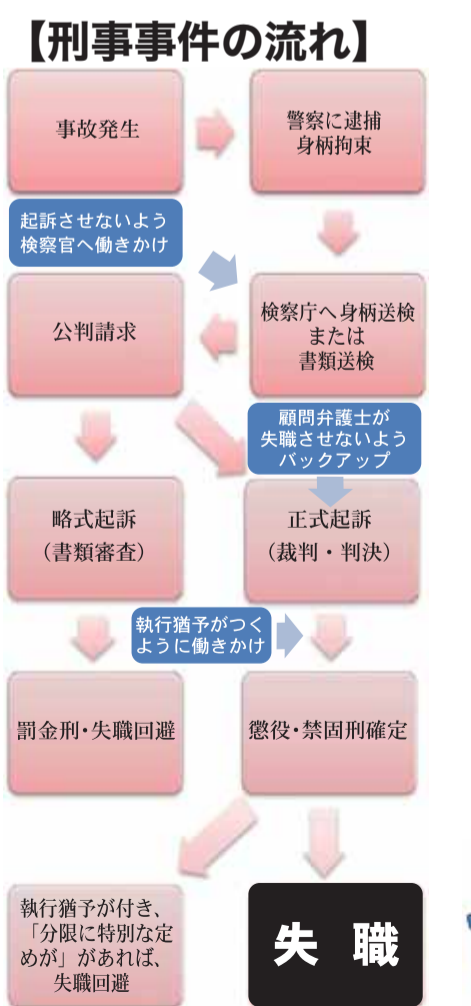 【刑事事件の流れ】
事故発生
警察に逮捕
身柄拘束
起訴させないよう
検察官へ働きかけ
検察庁へ身柄送検
または
書類送検
公判請求
顧問弁護士が
失職させないよう
バックアップ
略式起訴
（書類審査）
正式起訴
（裁判・判決）
執行猶予がつく
ように働きかけ
罰金刑・失職回避
懲役・禁固刑確定
執行猶予が付き、
「分限に特別な定
めが」があれば、
失職回避
失　職